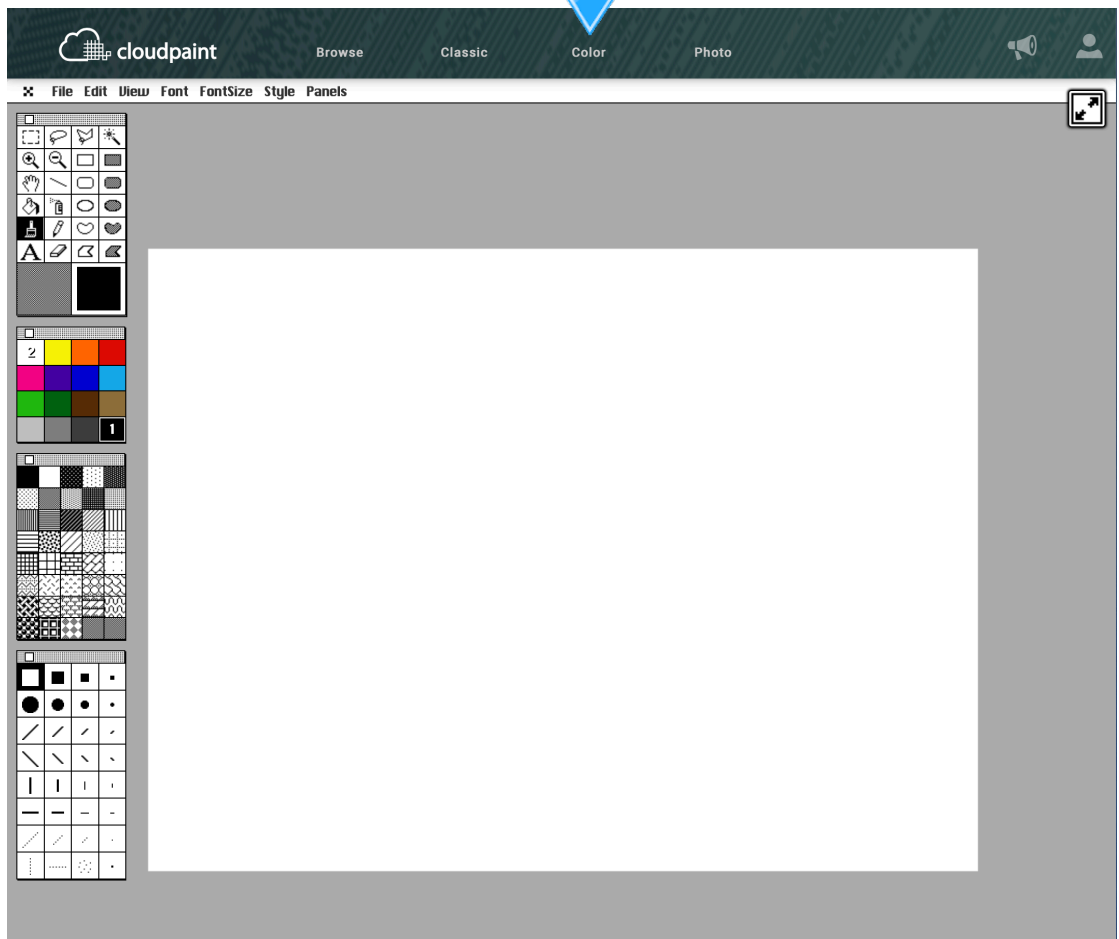 cloudpaint Browse Classic Color Photo
File Edit View Font FontSize Style Panels
A
2
1